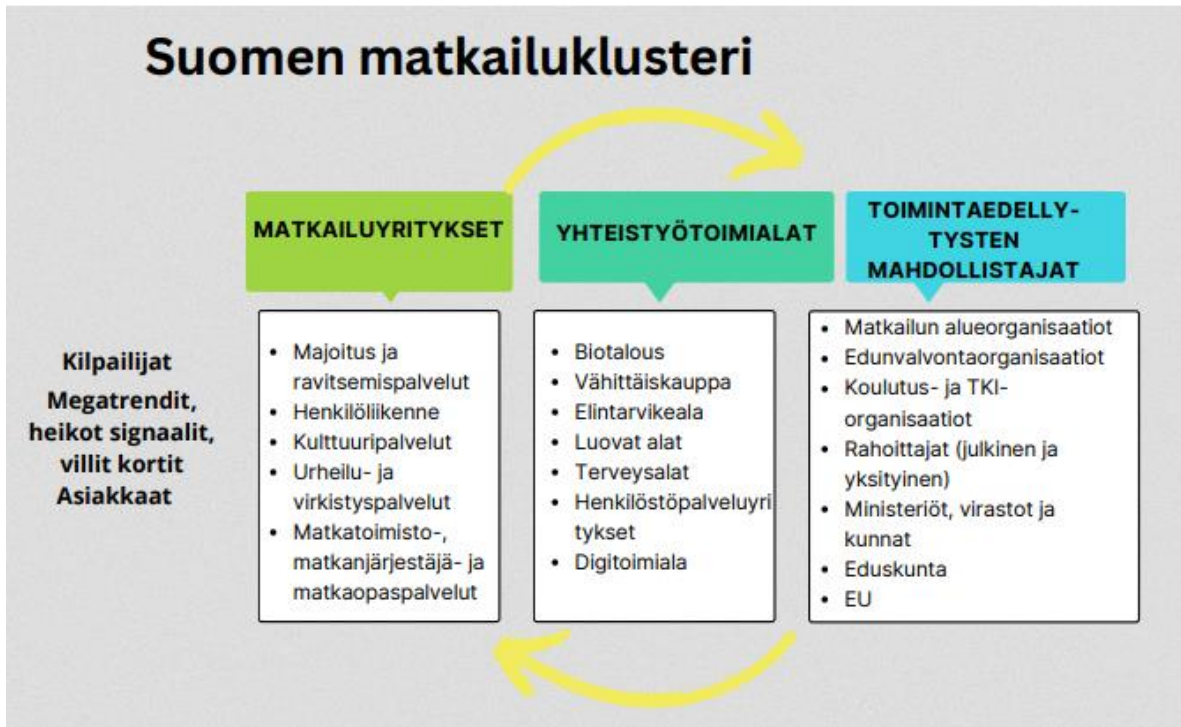 Suomen matkailuklusteri
MATKAILUYRITYKSET
YHTEISTYÖTOIMIALAT
TOIMINTAEDELLY-
TYSTEN
MAHDOLLISTAJAT
Kilpailijat
Megatrendit,
heikot signaalit,
villit kortit
Asiakkaat
• Majoitus ja
ravitsemispalvelut
• Henkilöliikenne
• Kulttuuripalvelut
• Urheilu- ja
virkistyspalvelut
• Matkatoimisto-,
matkanjärjestäjä- ja
matkaopaspalvelut
• Biotalous
• Vähittäiskauppa
• Elintarvikeala
• Luovat alat
• Terveysalat
• Henkilöstöpalveluyri
tykset
• Digitoimiala
• Matkailun alueorganisaatiot
• Edunvalvontaorganisaatiot
• Koulutus- ja TKI-
organisaatiot
• Rahoittajat (julkinen ja
yksityinen)
• Ministeriöt, virastot ja
kunnat
• Eduskunta
• EU